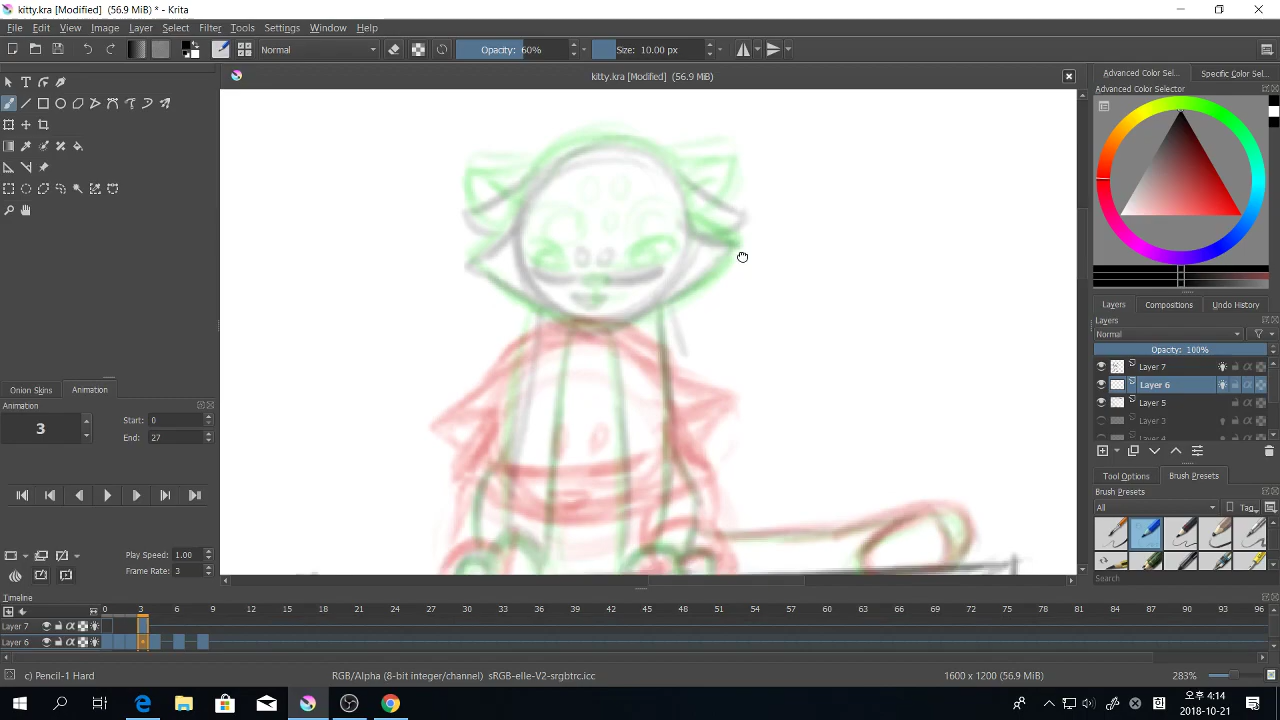 kitty.kra [Modified] (56.9 MiB) * - Krita
File Edit View Image Layer Select Filter Tools Settings Window Help
Normal Opacity: 60% Size: 10.00 px
kitty.kra [Modified] (56.9 MiB)
Advanced Color Sel... Specific Color Sel...
Advanced Color Selector
Layers Compositions Undo History
Layers
Normal
Opacity: 100%
Layer 7
Layer 6
Layer 5
Layer 3
Layer 4
Onion Skins Animation
Animation
3
Start: 0
End: 27
Play Speed: 1.00
Frame Rate: 3
Tool Options Brush Presets
Brush Presets
All Tag
Search
Timeline
0 3 6 9 12 15 18 21 24 27 30 33 36 39 42 45 48 51 54 57 60 63 66 69 72 75 78 81 84 87 90 93 96
Layer 7
Layer 6
c) Pencil-1 Hard RGB/Alpha (8-bit integer/channel) sRGB-elle-V2-srgbtrc.icc 1600 x 1200 (56.9 MiB) 283%
오후 4:14
2018-10-21